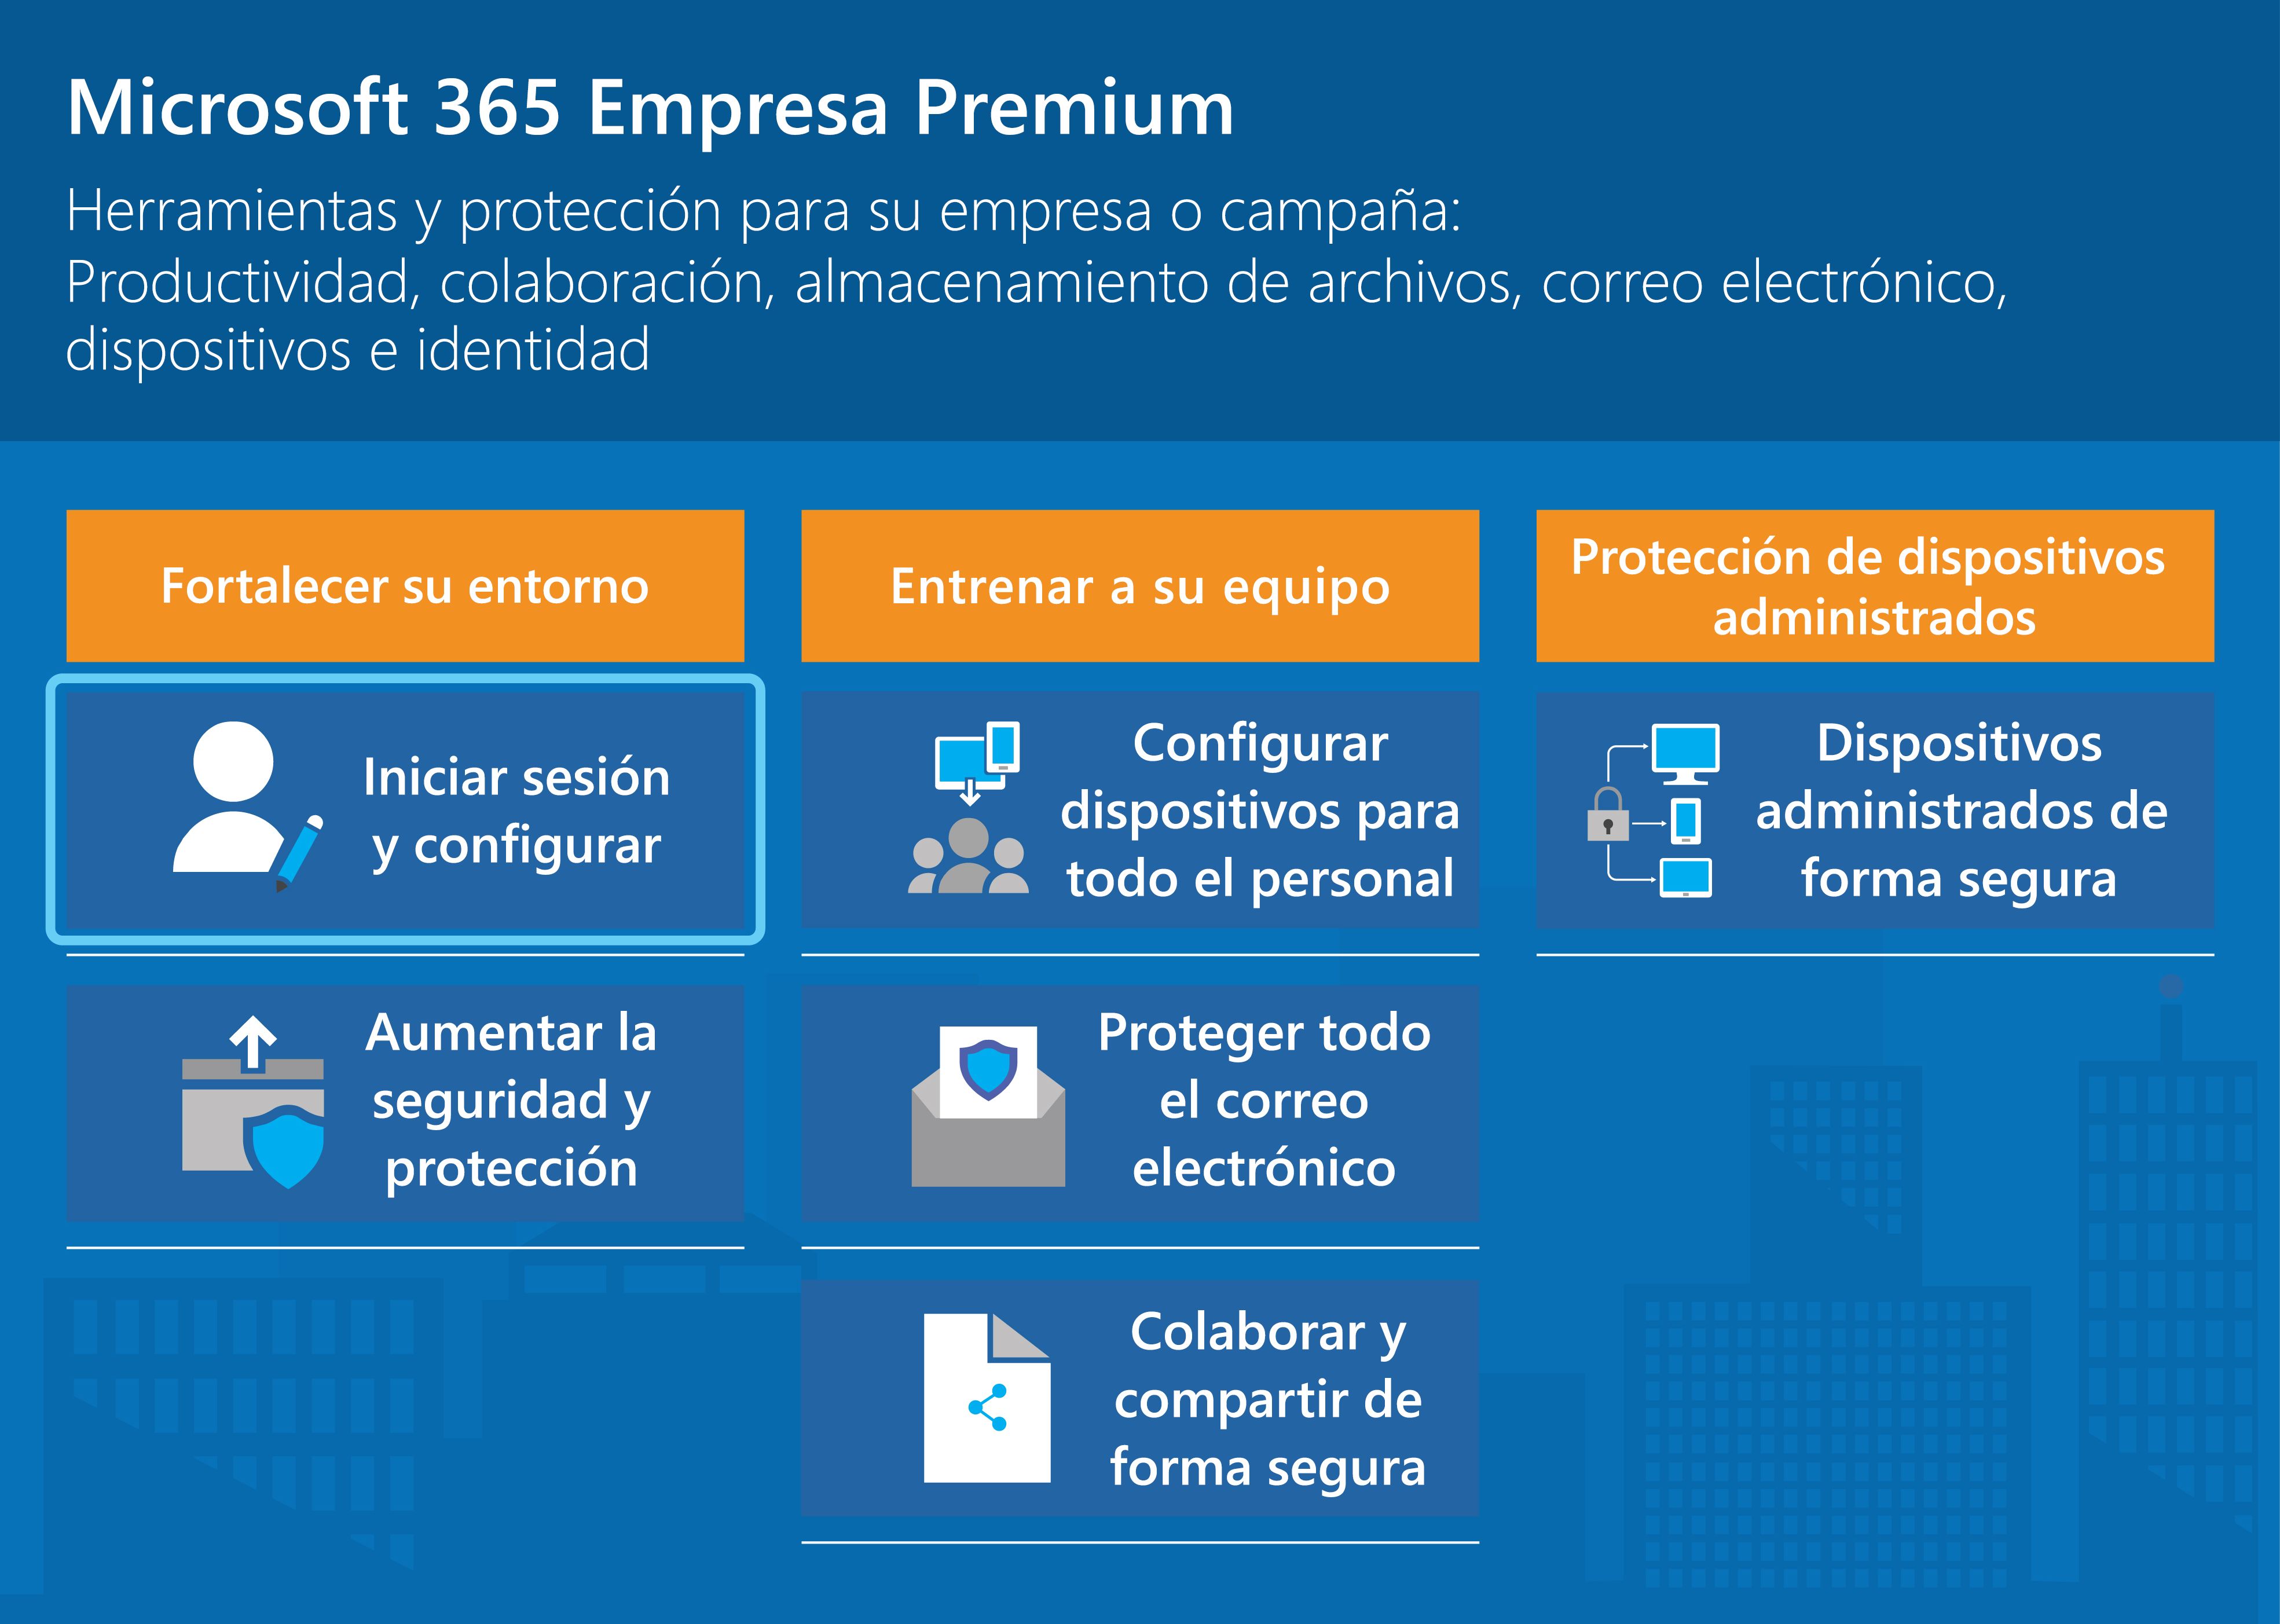 Microsoft 365 Empresa Premium
Herramientas y protección para su empresa o campaña:
Productividad, colaboración, almacenamiento de archivos, correo electrónico,
dispositivos e identidad
Fortalecer su entorno
Iniciar sesión
y configurar
Aumentar la
seguridad y
protección
Entrenar a su equipo
Configurar
dispositivos para
todo el personal
Proteger todo
el correo
electrónico
Colaborar y
compartir de
forma segura
Protección de dispositivos
administrados
Dispositivos
administrados de
forma segura